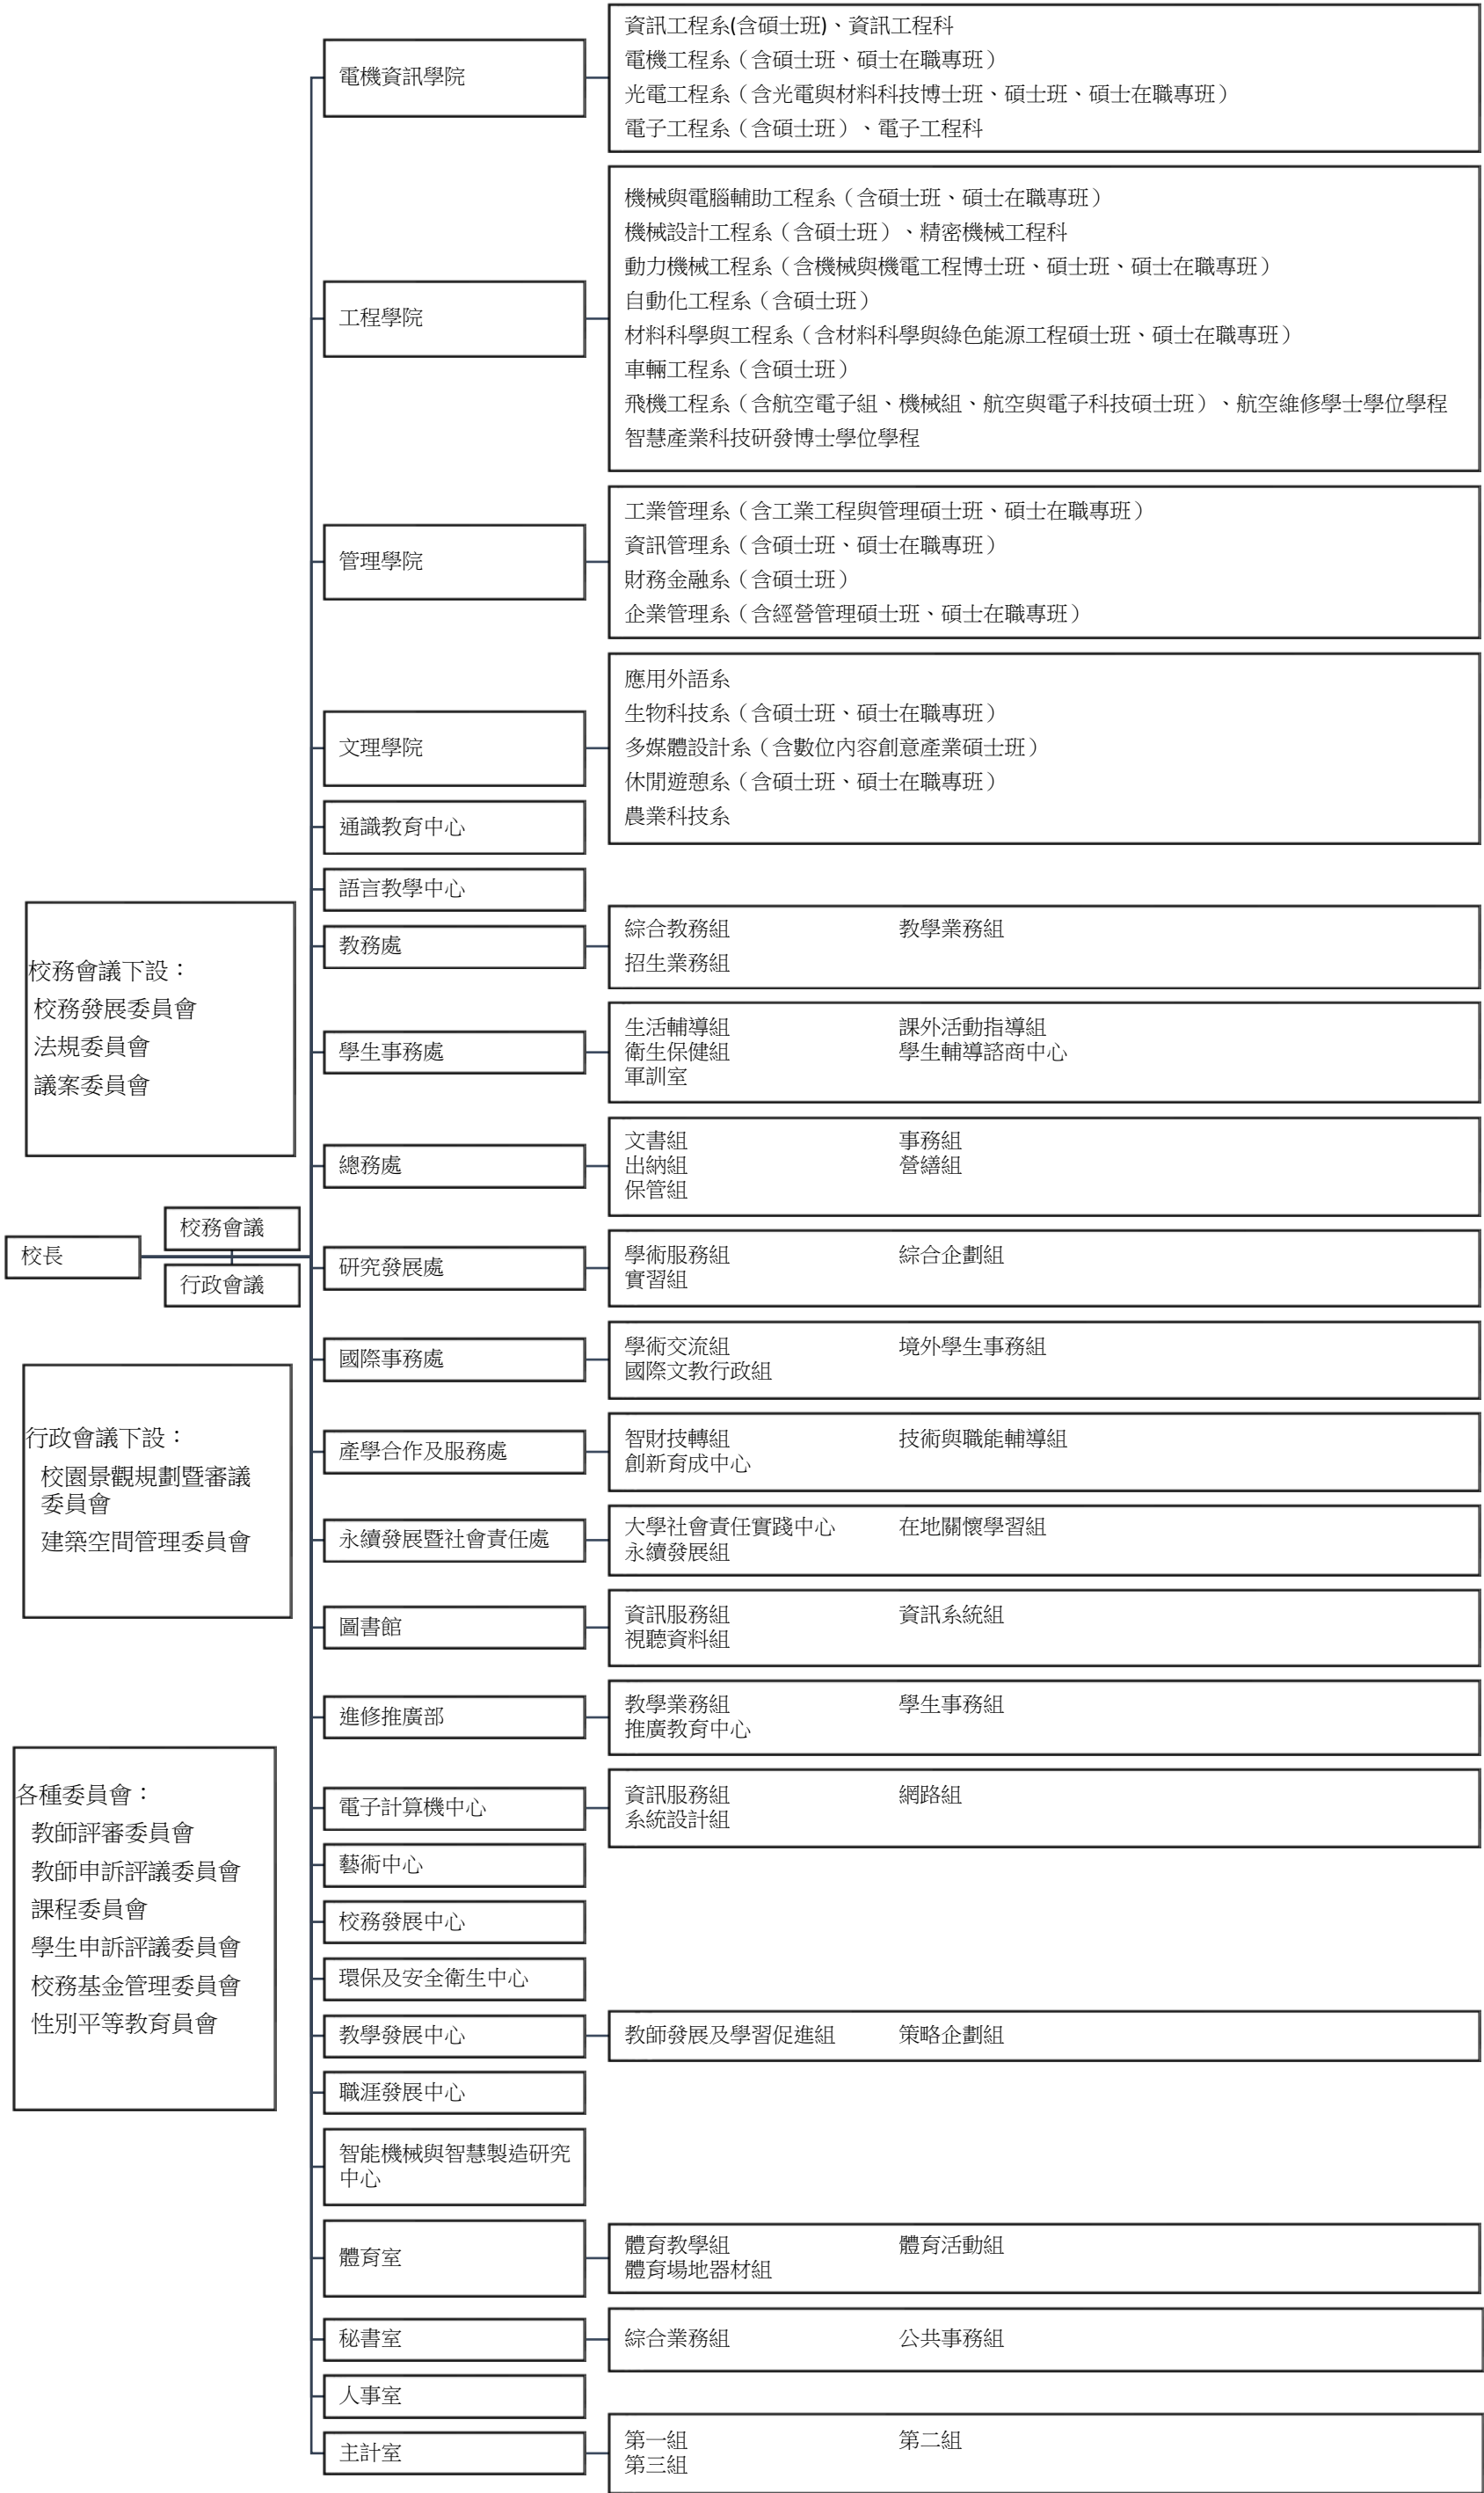 電機資訊學院
資訊工程系(含碩士班)、資訊工程科
電機工程系（含碩士班、碩士在職專班）
光電工程系（含光電與材料科技博士班、碩士班、碩士在職專班）
電子工程系（含碩士班）、電子工程科
工程學院
機械與電腦輔助工程系（含碩士班、碩士在職專班）
機械設計工程系（含碩士班）、精密機械工程科
動力機械工程系（含機械與機電工程博士班、碩士班、碩士在職專班）
自動化工程系（含碩士班）
材料科學與工程系（含材料科學與綠色能源工程碩士班、碩士在職專班）
車輛工程系（含碩士班）
飛機工程系（含航空電子組、機械組、航空與電子科技碩士班）、航空維修學士學位學程
智慧產業科技研發博士學位學程
管理學院
工業管理系（含工業工程與管理碩士班、碩士在職專班）
資訊管理系（含碩士班、碩士在職專班）
財務金融系（含碩士班）
企業管理系（含經營管理碩士班、碩士在職專班）
文理學院
應用外語系
生物科技系（含碩士班、碩士在職專班）
多媒體設計系（含數位內容創意產業碩士班）
休閒遊憩系（含碩士班、碩士在職專班）
農業科技系
通識教育中心
語言教學中心
教務處
綜合教務組 教學業務組
招生業務組
學生事務處
生活輔導組 課外活動指導組
衛生保健組 學生輔導諮商中心
軍訓室
總務處
文書組 事務組
出納組 營繕組
保管組
研究發展處
學術服務組 綜合企劃組
實習組
國際事務處
學術交流組 境外學生事務組
國際文教行政組
產學合作及服務處
智財技轉組 技術與職能輔導組
創新育成中心
永續發展暨社會責任處
大學社會責任實踐中心 在地關懷學習組
永續發展組
圖書館
資訊服務組 資訊系統組
視聽資料組
進修推廣部
教學業務組 學生事務組
推廣教育中心
電子計算機中心
資訊服務組 網路組
系統設計組
藝術中心
校務發展中心
環保及安全衛生中心
教學發展中心
教師發展及學習促進組 策略企劃組
職涯發展中心
智能機械與智慧製造研究
中心
體育室
體育教學組 體育活動組
體育場地器材組
秘書室
綜合業務組 公共事務組
人事室
主計室
第一組 第二組
第三組
校務會議下設：
校務發展委員會
法規委員會
議案委員會
校務會議
校長
行政會議
行政會議下設：
校園景觀規劃暨審議
委員會
建築空間管理委員會
各種委員會：
教師評審委員會
教師申訴評議委員會
課程委員會
學生申訴評議委員會
校務基金管理委員會
性別平等教育員會